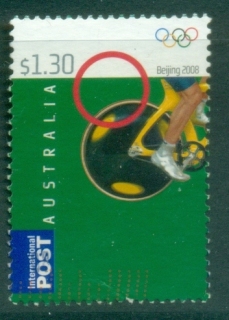 $1.30
Beijing 2008
AUSTRALIA
International
POST